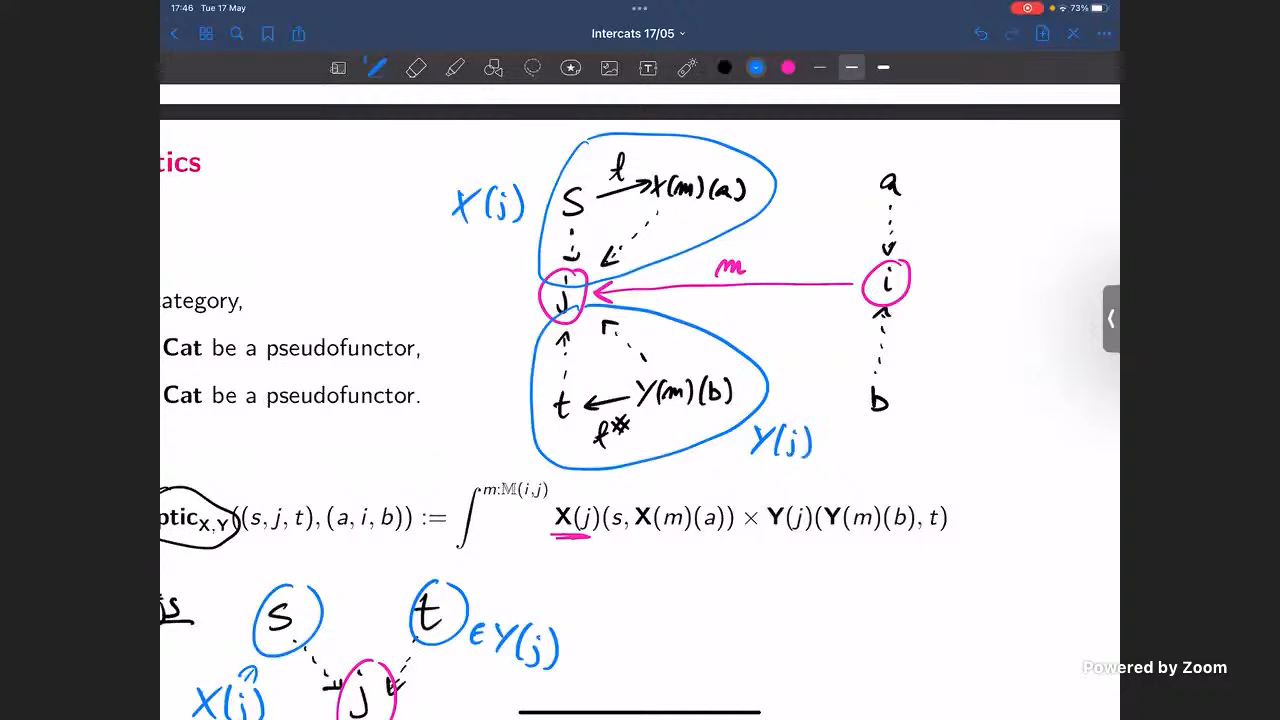 17:46 Tue 17 May
73%
Intercats 17/05
tics
X(j)
s
f
X(m)(a)
a
m
j
i
ategory,
Cat be a pseudofunctor,
Cat be a pseudofunctor.
t
Y(m)(b)
f#
b
Y(j)
ptic_X,Y((s, j, t), (a, i, b)) := ∫^m:𝕄(i,j) X(j)(s, X(m)(a)) × Y(j)(Y(m)(b), t)
js
s
t
∈ Y(j)
X(j)
j
Powered by Zoom